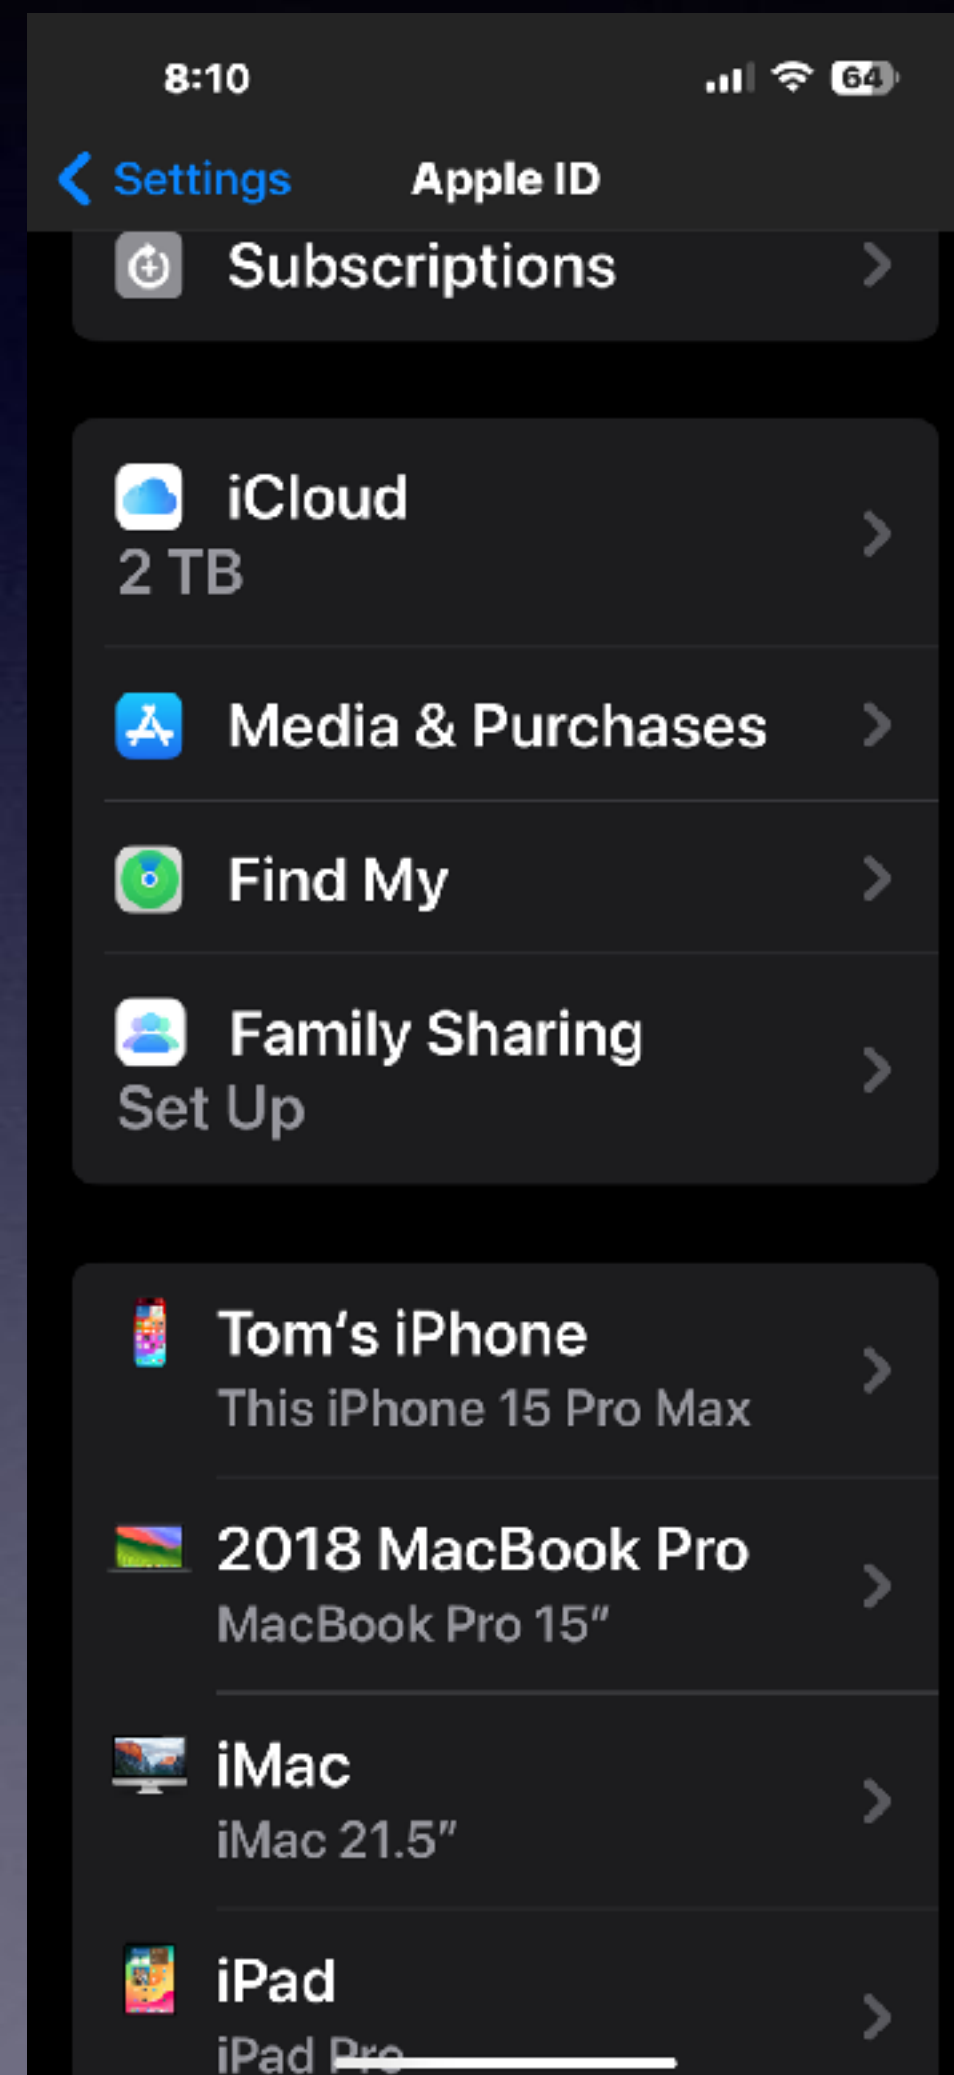 8:10
64
Settings
Apple ID
Subscriptions
iCloud
2 TB
Media & Purchases
Find My
Family Sharing
Set Up
Tom's iPhone
This iPhone 15 Pro Max
2018 MacBook Pro
MacBook Pro 15"
iMac
iMac 21.5"
iPad
iPad Pro